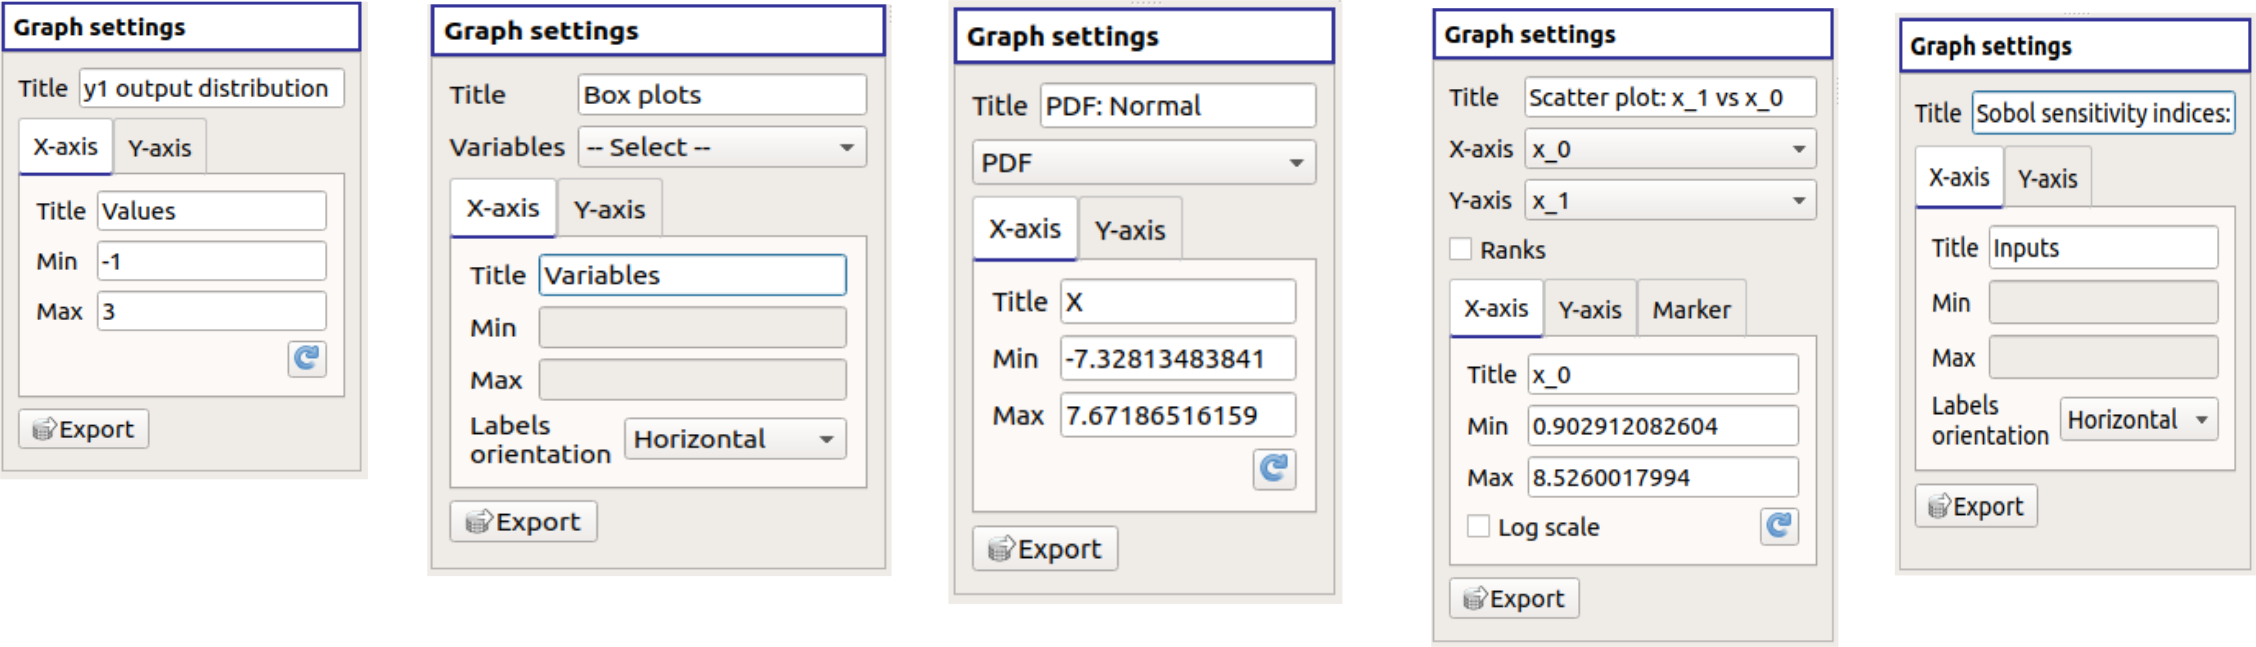 Graph settings
Title y1 output distribution
X-axis Y-axis
Title Values
Min -1
Max 3
Export
Graph settings
Title Box plots
Variables -- Select --
X-axis Y-axis
Title Variables
Min
Max
Labels
orientation Horizontal
Export
Graph settings
Title PDF: Normal
PDF
X-axis Y-axis
Title X
Min -7.32813483841
Max 7.67186516159
Export
Graph settings
Title Scatter plot: x_1 vs x_0
X-axis x_0
Y-axis x_1
Ranks
X-axis Y-axis Marker
Title x_0
Min 0.902912082604
Max 8.5260017994
Log scale
Export
Graph settings
Title Sobol sensitivity indices:
X-axis Y-axis
Title Inputs
Min
Max
Labels
orientation Horizontal
Export